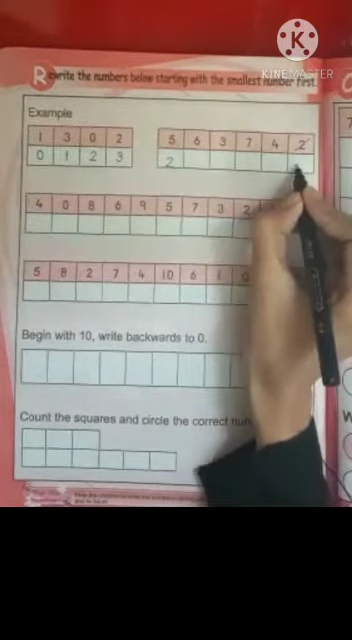 K
KINEMASTER
Rewrite the numbers below starting with the smallest number first.
Example
1 3 0 2
0 1 2 3
5 6 3 7 4 2
2
4 0 8 6 9 5 7 3 2
5 8 2 7 4 10 6 1 0
Begin with 10, write backwards to 0.
Count the squares and circle the correct